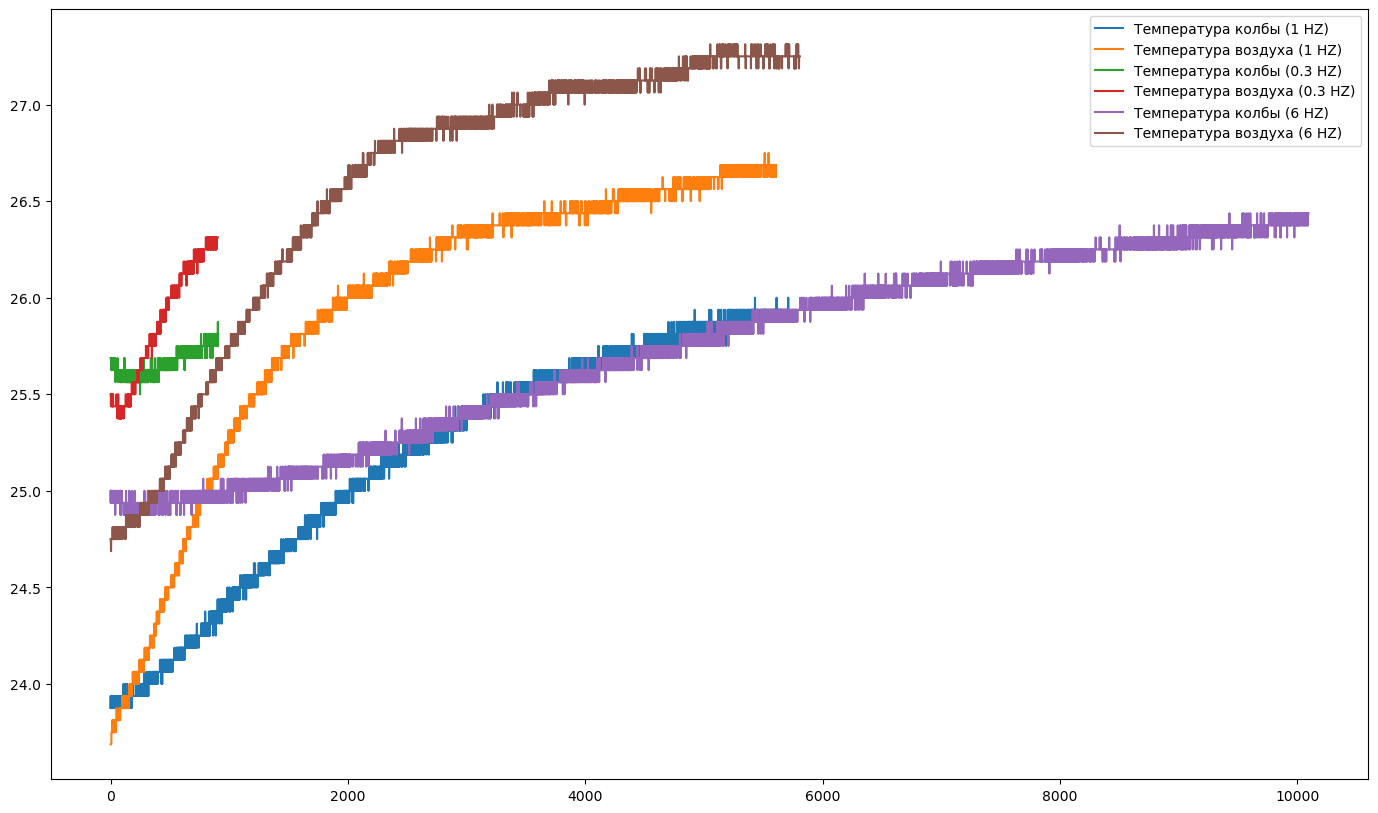 Температура колбы (1 HZ)
Температура воздуха (1 HZ)
Температура колбы (0.3 HZ)
Температура воздуха (0.3 HZ)
Температура колбы (6 HZ)
Температура воздуха (6 HZ)
27.0
26.5
26.0
25.5
25.0
24.5
24.0
0 2000 4000 6000 8000 10000